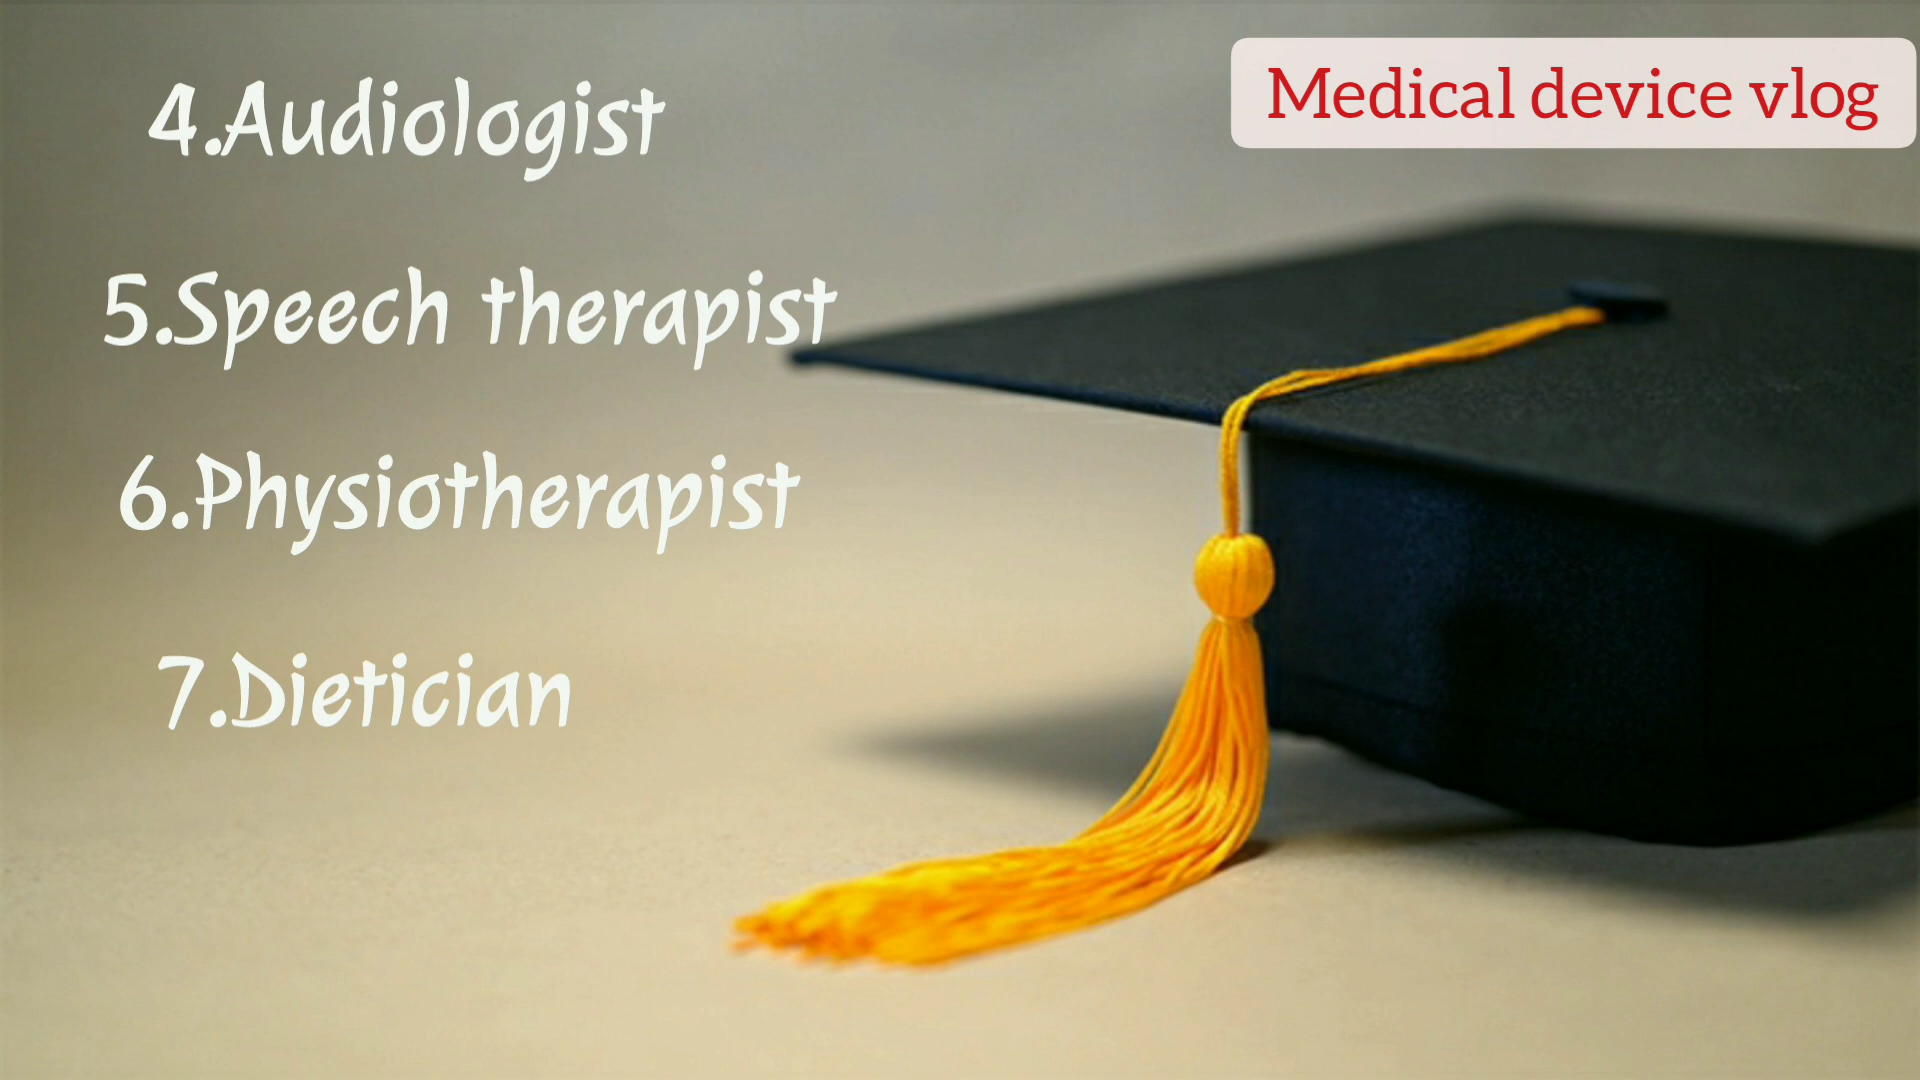 Medical device vlog
4.Audiologist
5.Speech therapist
6.Physiotherapist
7.Dietician